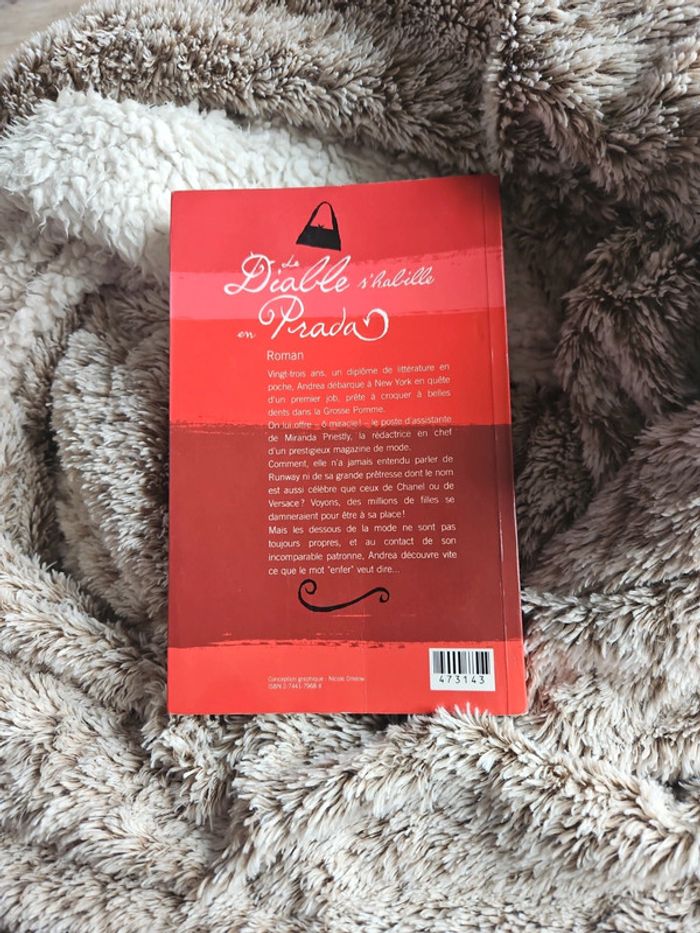 Le
Diable s'habille
en Prada
Roman
Vingt-trois ans, un diplôme de littérature en
poche, Andrea débarque à New York en quête
d'un premier job, prête à croquer à belles
dents dans la Grosse Pomme.
On lui offre – ô miracle! – le poste d'assistante
de Miranda Priestly, la rédactrice en chef
d'un prestigieux magazine de mode.
Comment, elle n'a jamais entendu parler de
Runway ni de sa grande prêtresse dont le nom
est aussi célèbre que ceux de Chanel ou de
Versace? Voyons, des millions de filles se
damneraient pour être à sa place!
Mais les dessous de la mode ne sont pas
toujours propres, et au contact de son
incomparable patronne, Andrea découvre vite
ce que le mot "enfer" veut dire...
Conception graphique : Nicole
ISBN 2-7441-7968
473143